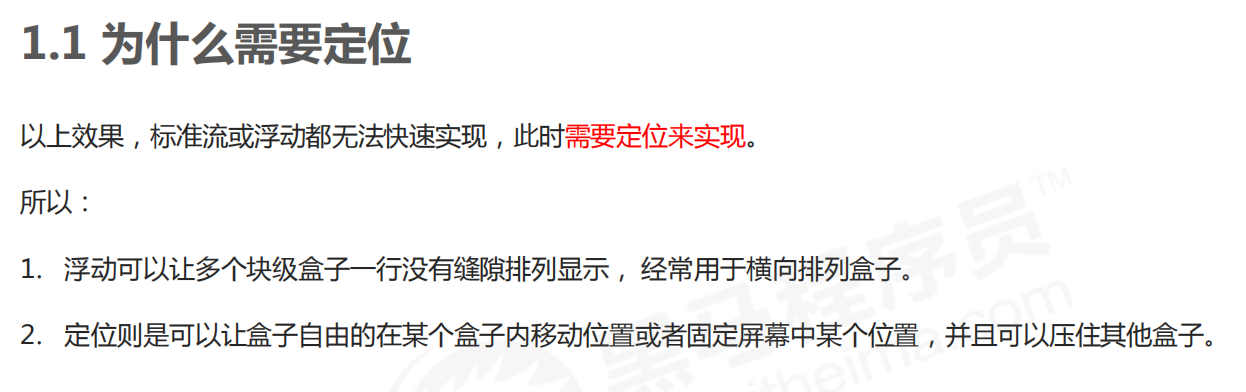 1.1 为什么需要定位
以上效果，标准流或浮动都无法快速实现，此时需要定位来实现。
所以：
1. 浮动可以让多个块级盒子一行没有缝隙排列显示， 经常用于横向排列盒子。
2. 定位则是可以让盒子自由的在某个盒子内移动位置或者固定屏幕中某个位置，并且可以压住其他盒子。
黑马程序员™
itheima.com